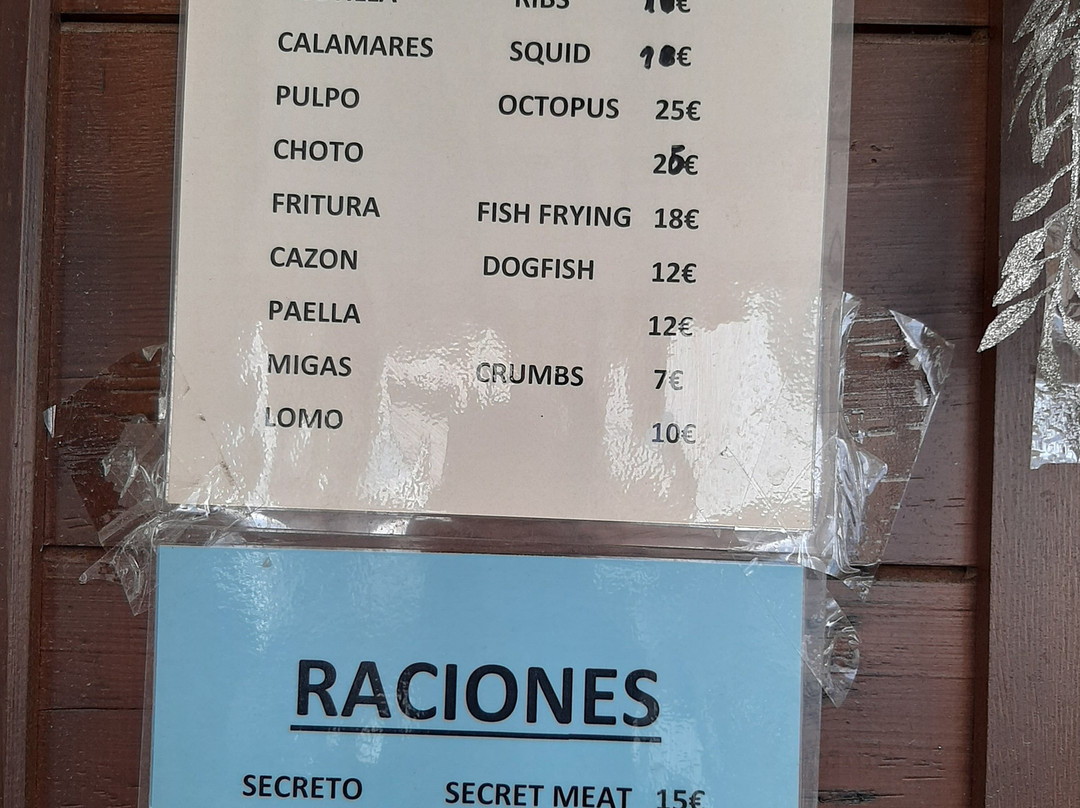 RIBS
CALAMARES SQUID €
PULPO OCTOPUS 25€
CHOTO 25€
FRITURA FISH FRYING 18€
CAZON DOGFISH 12€
PAELLA 12€
MIGAS CRUMBS 7€
LOMO 10€
RACIONES
SECRETO SECRET MEAT 15€